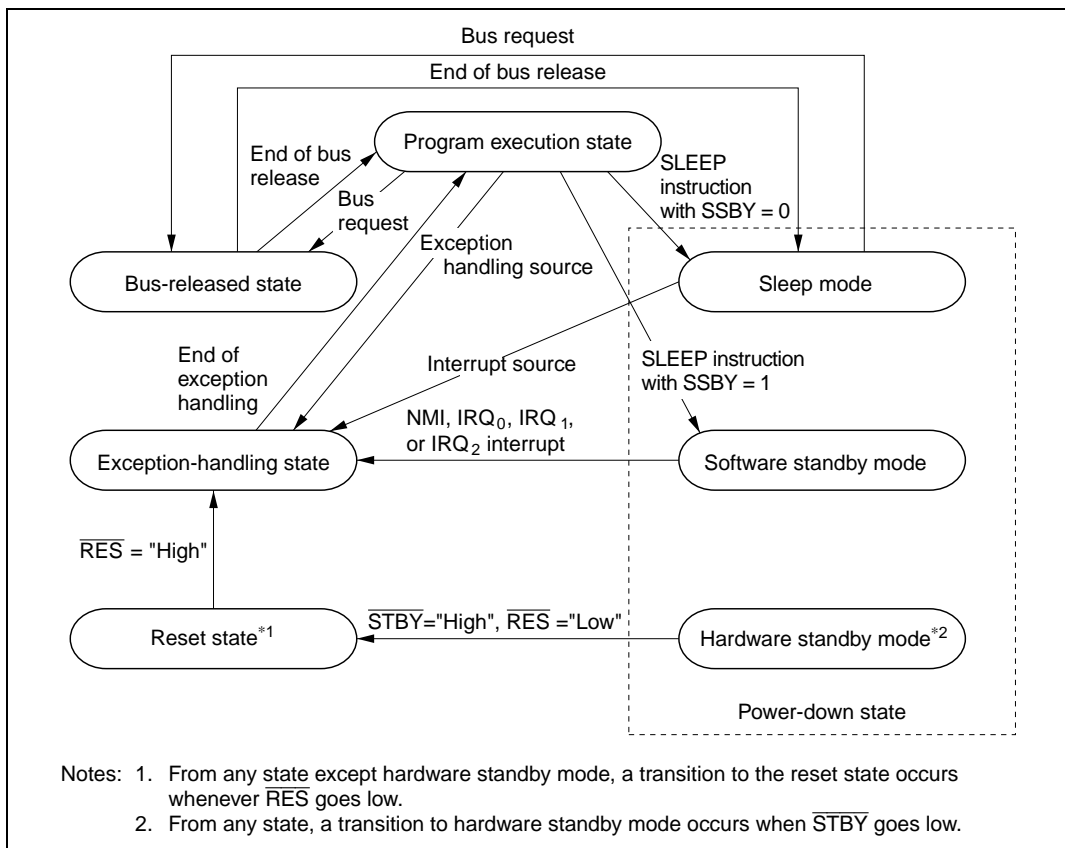 Bus request
End of bus release
Program execution state
End of bus
release
SLEEP
instruction
with SSBY = 0
Bus
request
Exception
handling source
Bus-released state
Sleep mode
End of
exception
handling
Interrupt source
SLEEP instruction
with SSBY = 1
NMI, IRQ0, IRQ1,
or IRQ2 interrupt
Exception-handling state
Software standby mode
R̅E̅S̅ = "High"
S̅T̅B̅Y̅="High", R̅E̅S̅ ="Low"
Reset state*1
Hardware standby mode*2
Power-down state
Notes: 1. From any state except hardware standby mode, a transition to the reset state occurs
whenever R̅E̅S̅ goes low.
2. From any state, a transition to hardware standby mode occurs when S̅T̅B̅Y̅ goes low.